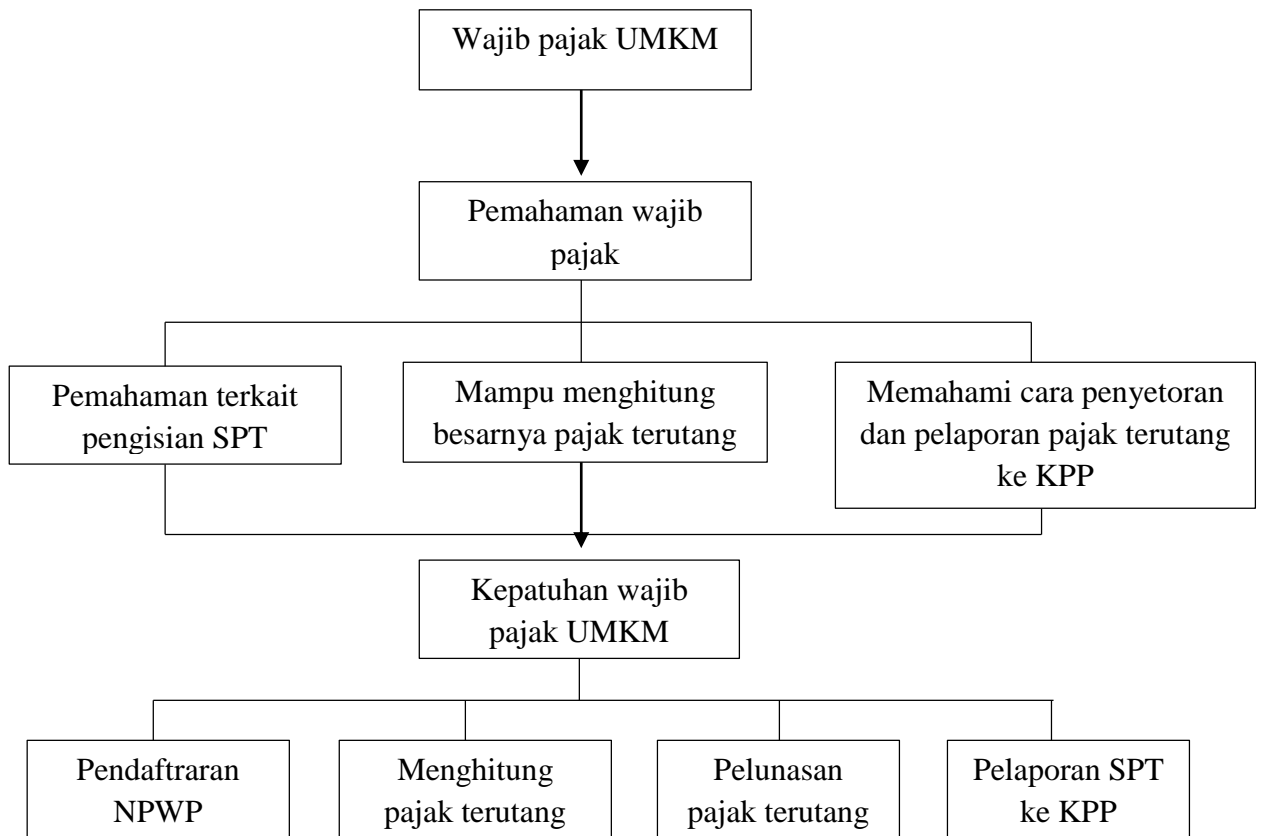 Wajib pajak UMKM
Pemahaman wajib
pajak
Pemahaman terkait
pengisian SPT
Mampu menghitung
besarnya pajak terutang
Memahami cara penyetoran
dan pelaporan pajak terutang
ke KPP
Kepatuhan wajib
pajak UMKM
Pendaftraran
NPWP
Menghitung
pajak terutang
Pelunasan
pajak terutang
Pelaporan SPT
ke KPP